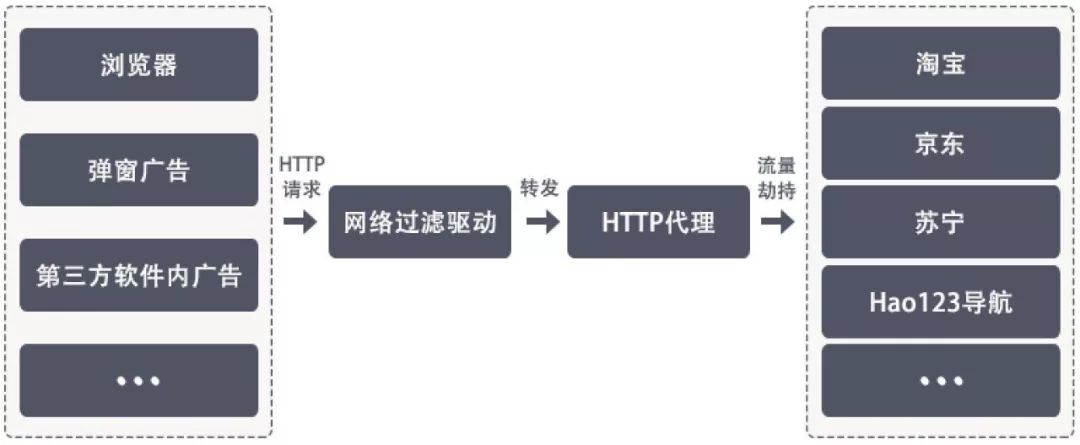 浏览器
弹窗广告
第三方软件内广告
•••
HTTP
请求
网络过滤驱动
转发
HTTP代理
流量
劫持
淘宝
京东
苏宁
Hao123导航
•••